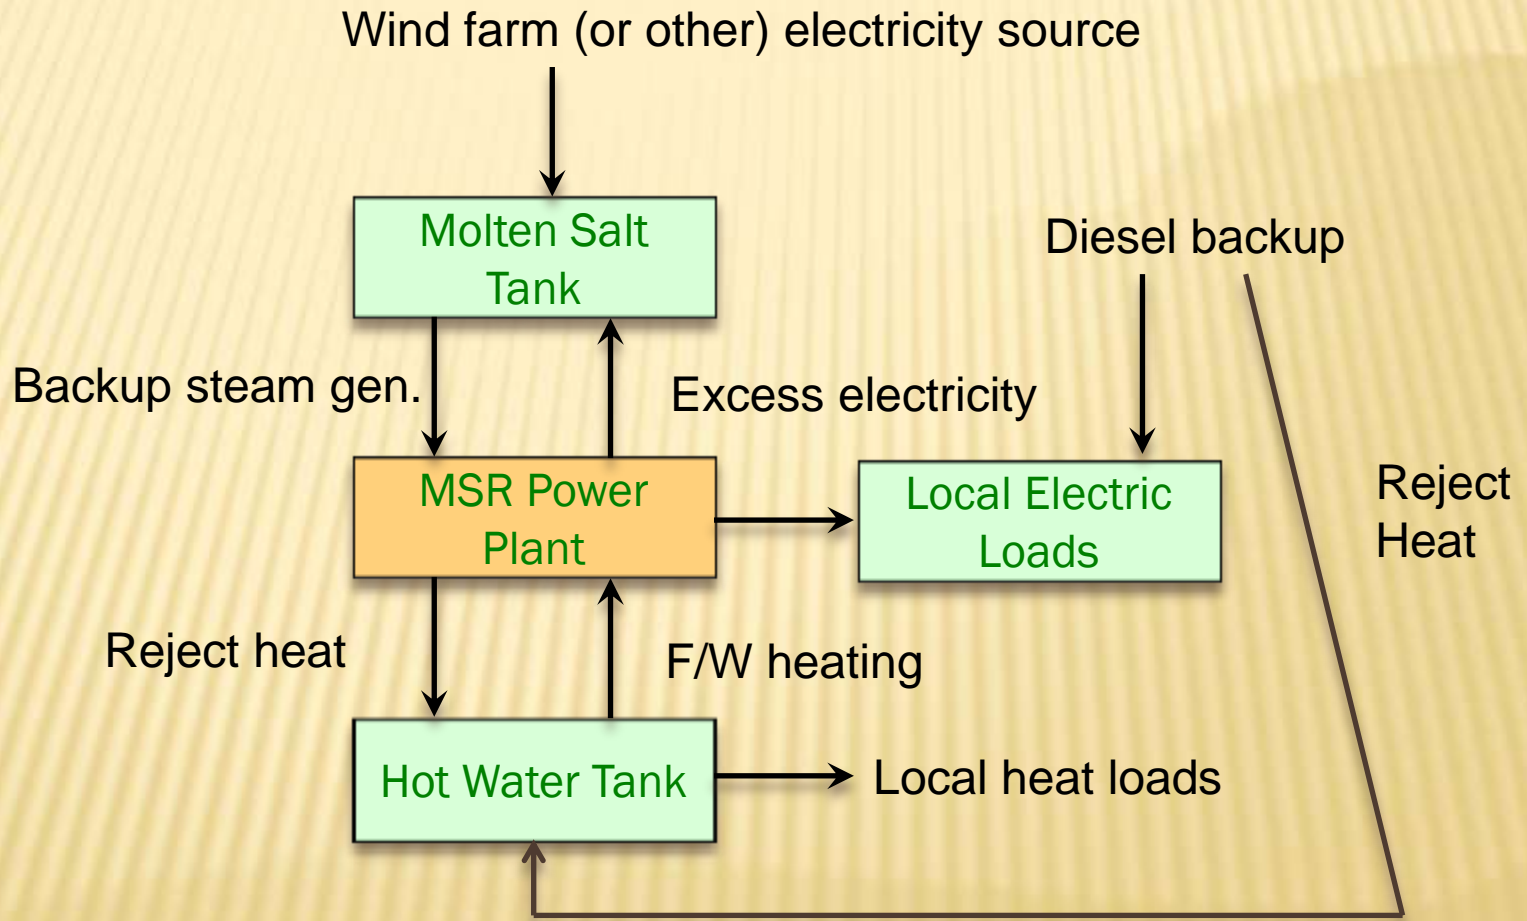 Wind farm (or other) electricity source
Molten Salt
Tank
Diesel backup
Backup steam gen.
Excess electricity
MSR Power
Plant
Local Electric
Loads
Reject
Heat
Reject heat
F/W heating
Hot Water Tank
Local heat loads